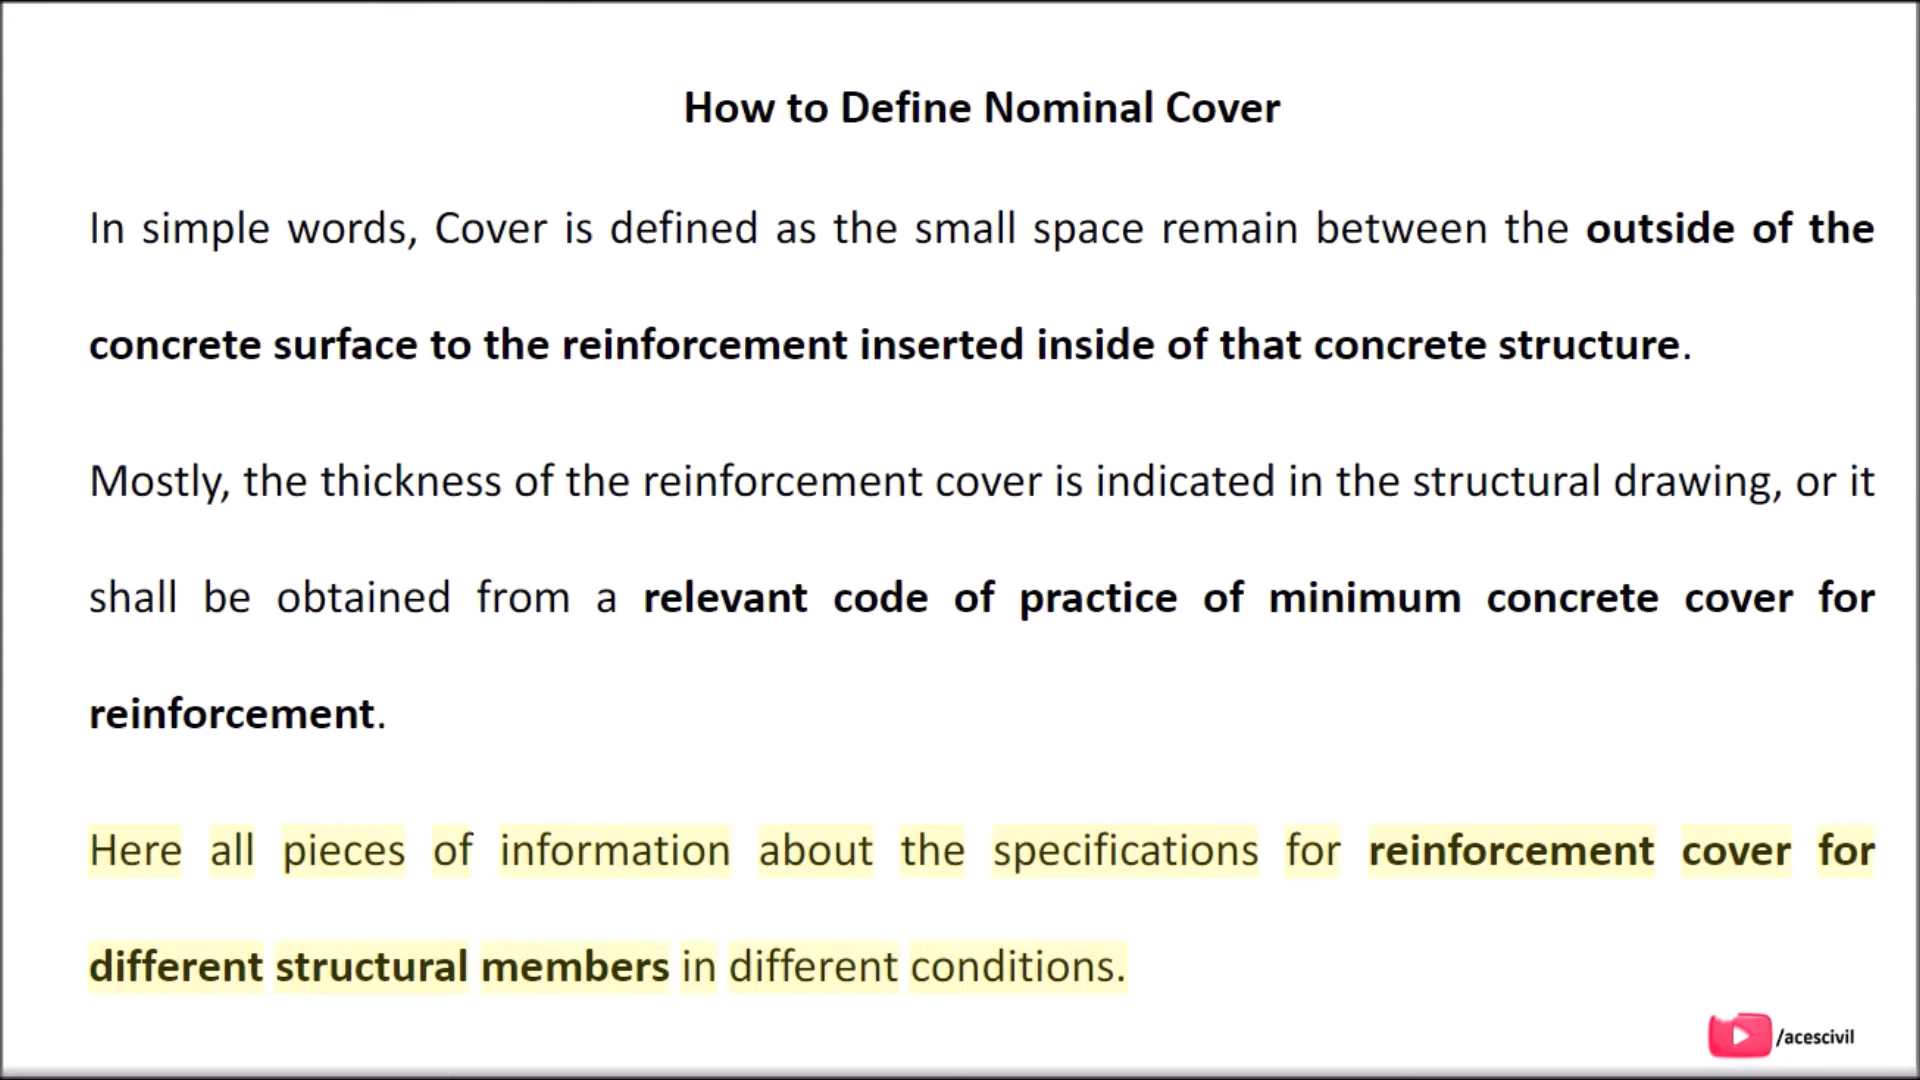 How to Define Nominal Cover
In simple words, Cover is defined as the small space remain between the outside of the
concrete surface to the reinforcement inserted inside of that concrete structure.
Mostly, the thickness of the reinforcement cover is indicated in the structural drawing, or it
shall be obtained from a relevant code of practice of minimum concrete cover for
reinforcement.
Here all pieces of information about the specifications for reinforcement cover for
different structural members in different conditions.
/acescivil